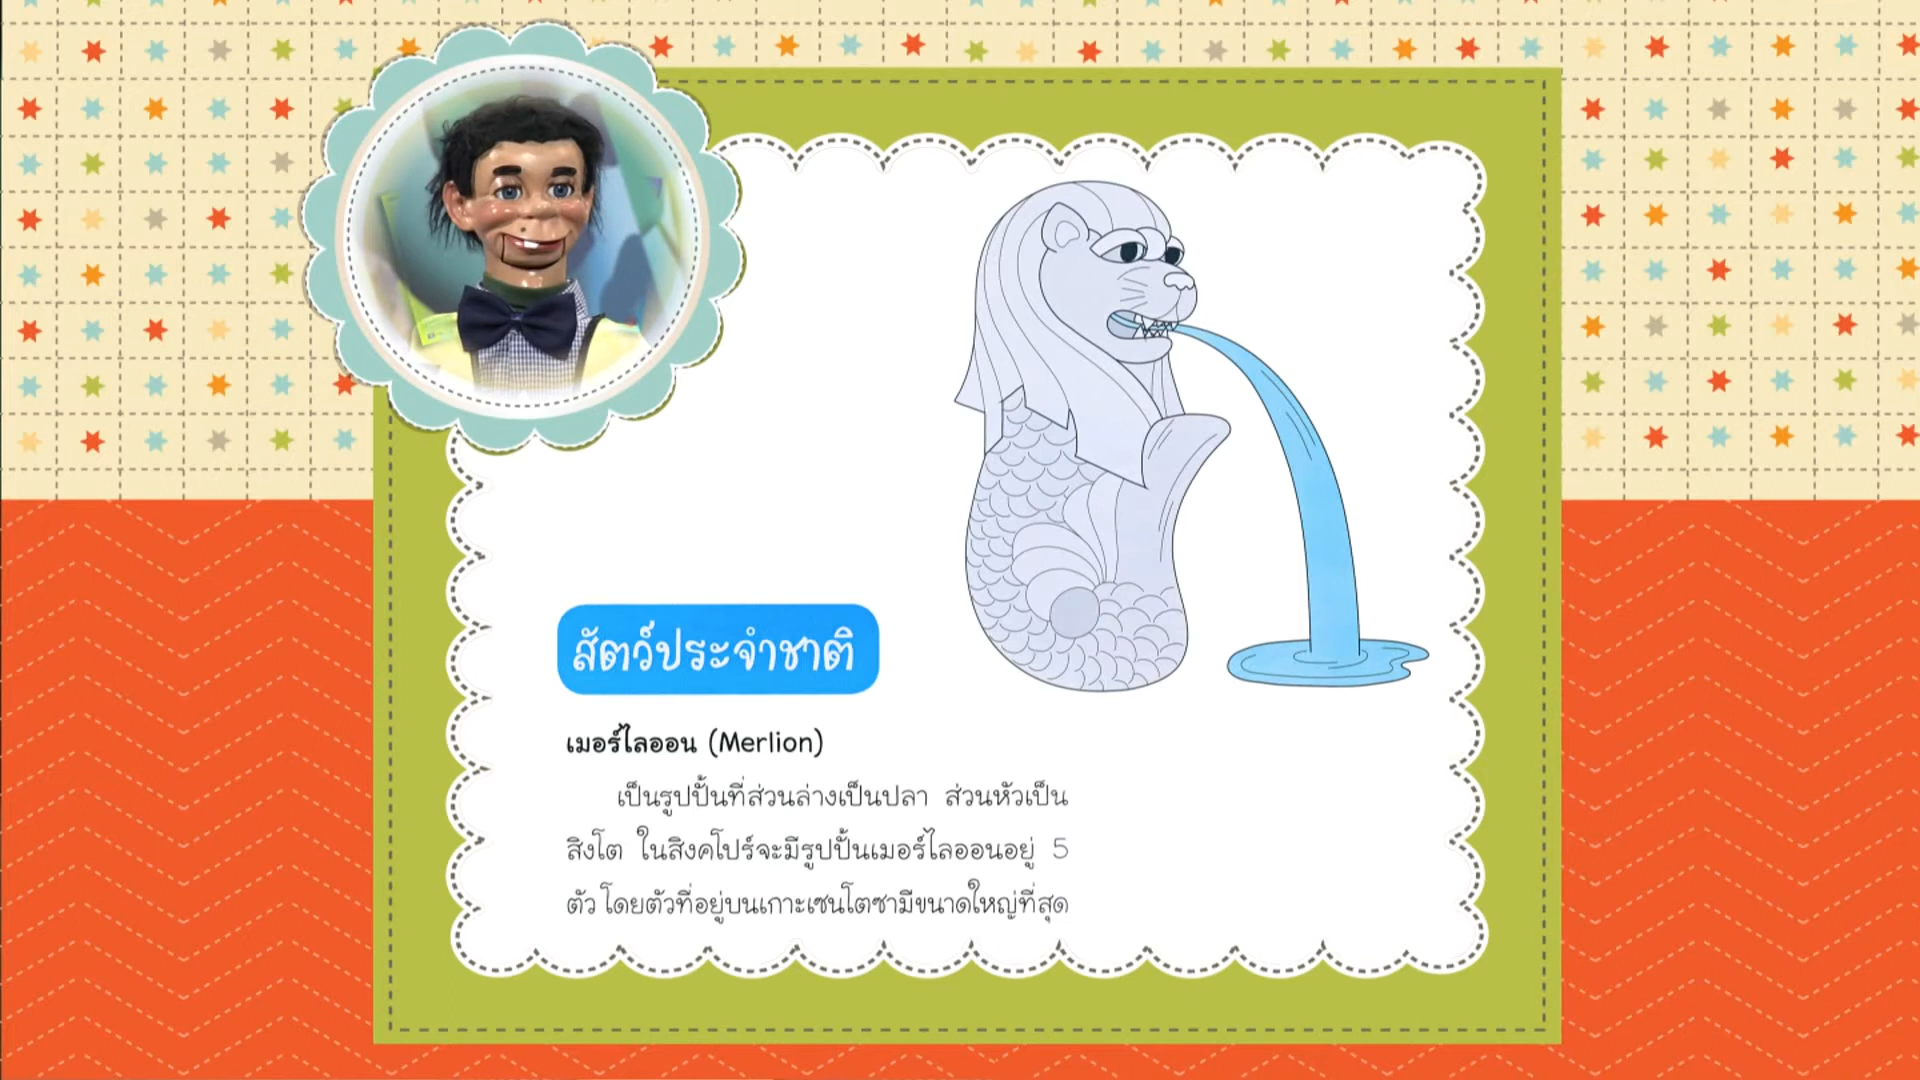 สัตว์ประจำชาติ
เมอร์ไลออน (Merlion)
เป็นรูปปั้นที่ส่วนล่างเป็นปลา ส่วนหัวเป็น
สิงโต ในสิงคโปร์จะมีรูปปั้นเมอร์ไลออนอยู่ 5
ตัว โดยตัวที่อยู่บนเกาะเซนโตซามีขนาดใหญ่ที่สุด